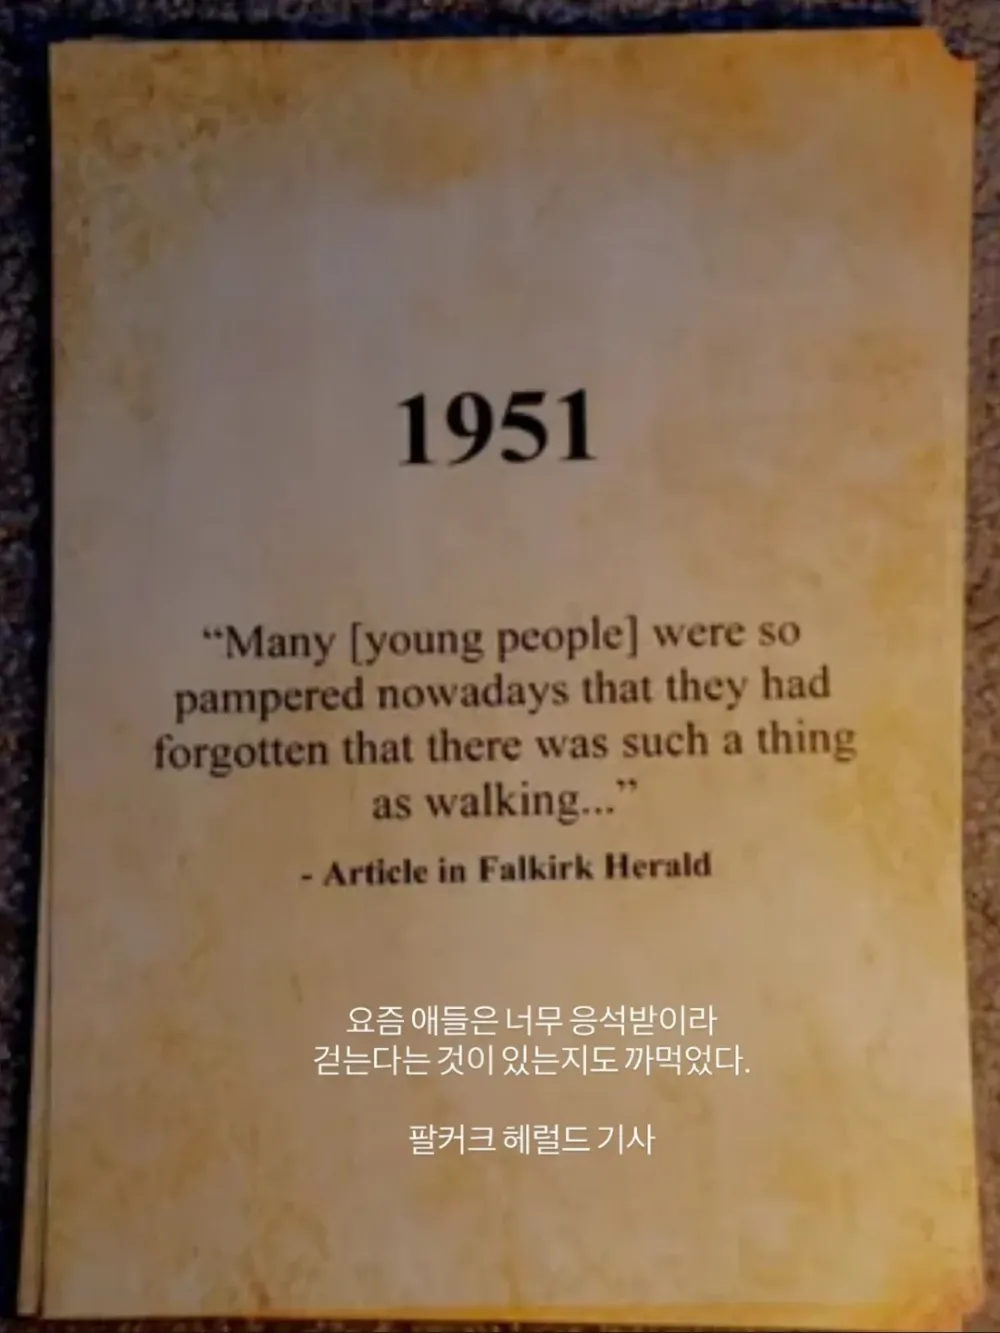 1951
“Many [young people] were so
pampered nowadays that they had
forgotten that there was such a thing
as walking...”
- Article in Falkirk Herald
요즘 애들은 너무 응석받이라
걷는다는 것이 있는지도 까먹었다.
팔커크 헤럴드 기사